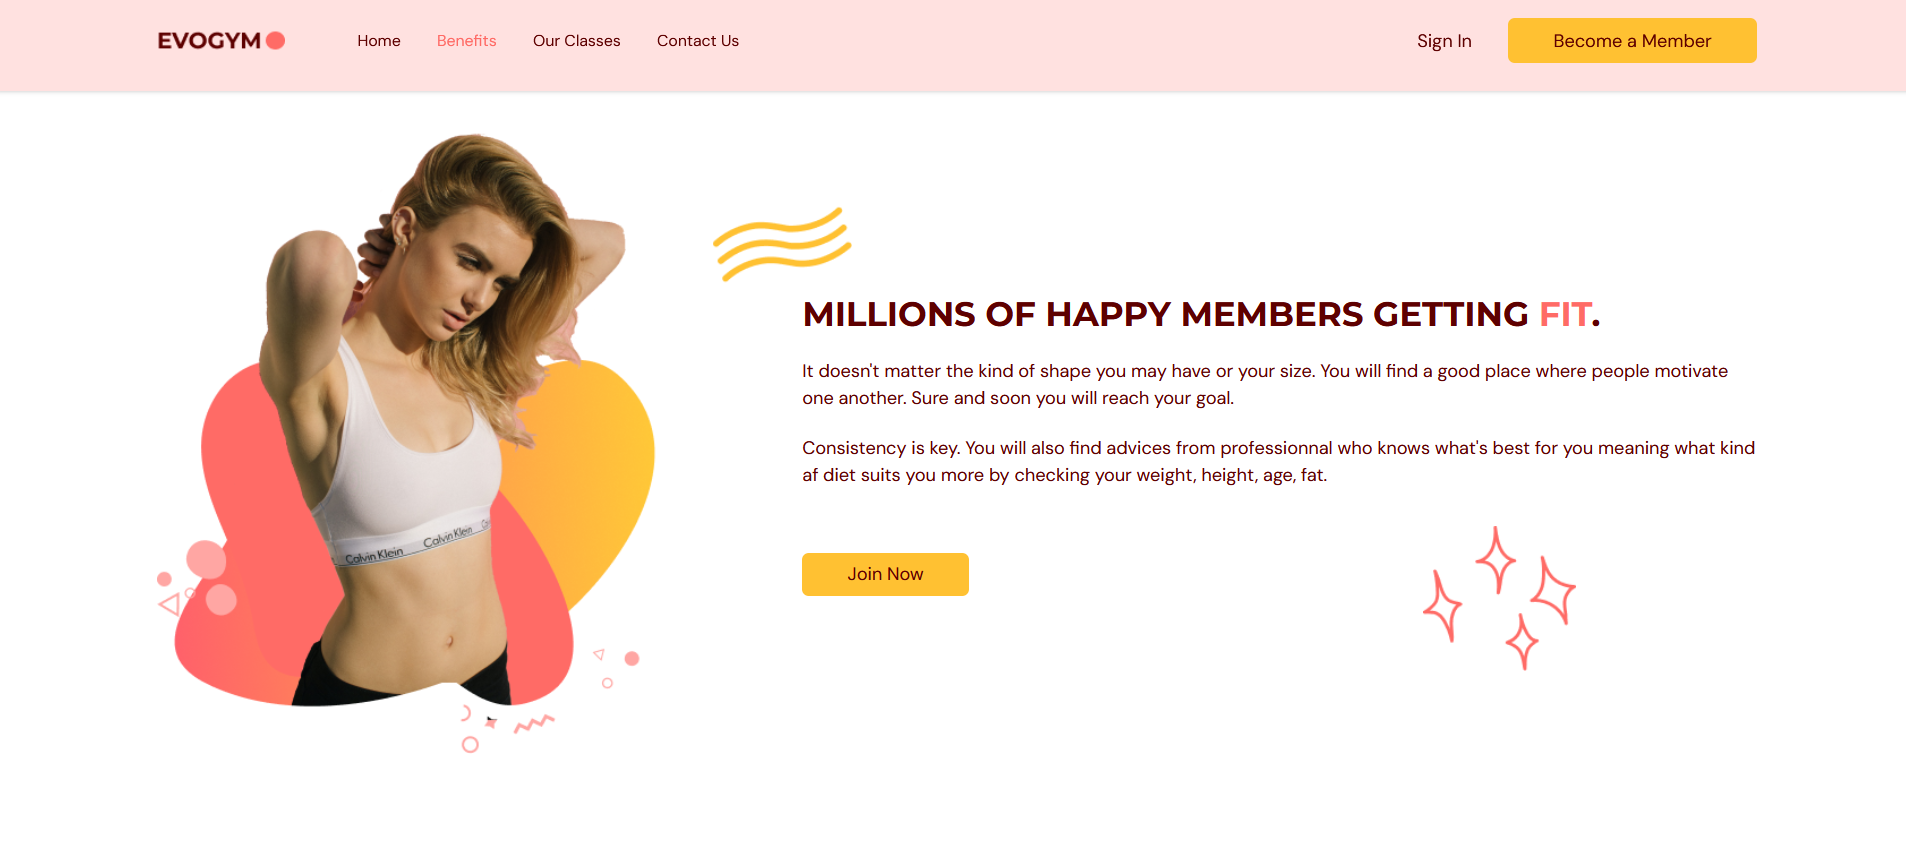 EVOGYM
Home Benefits Our Classes Contact Us
Sign In
Become a Member
MILLIONS OF HAPPY MEMBERS GETTING FIT.
It doesn't matter the kind of shape you may have or your size. You will find a good place where people motivate
one another. Sure and soon you will reach your goal.
Consistency is key. You will also find advices from professionnal who knows what's best for you meaning what kind
af diet suits you more by checking your weight, height, age, fat.
Join Now
Calvin Klein Calvin Klein C